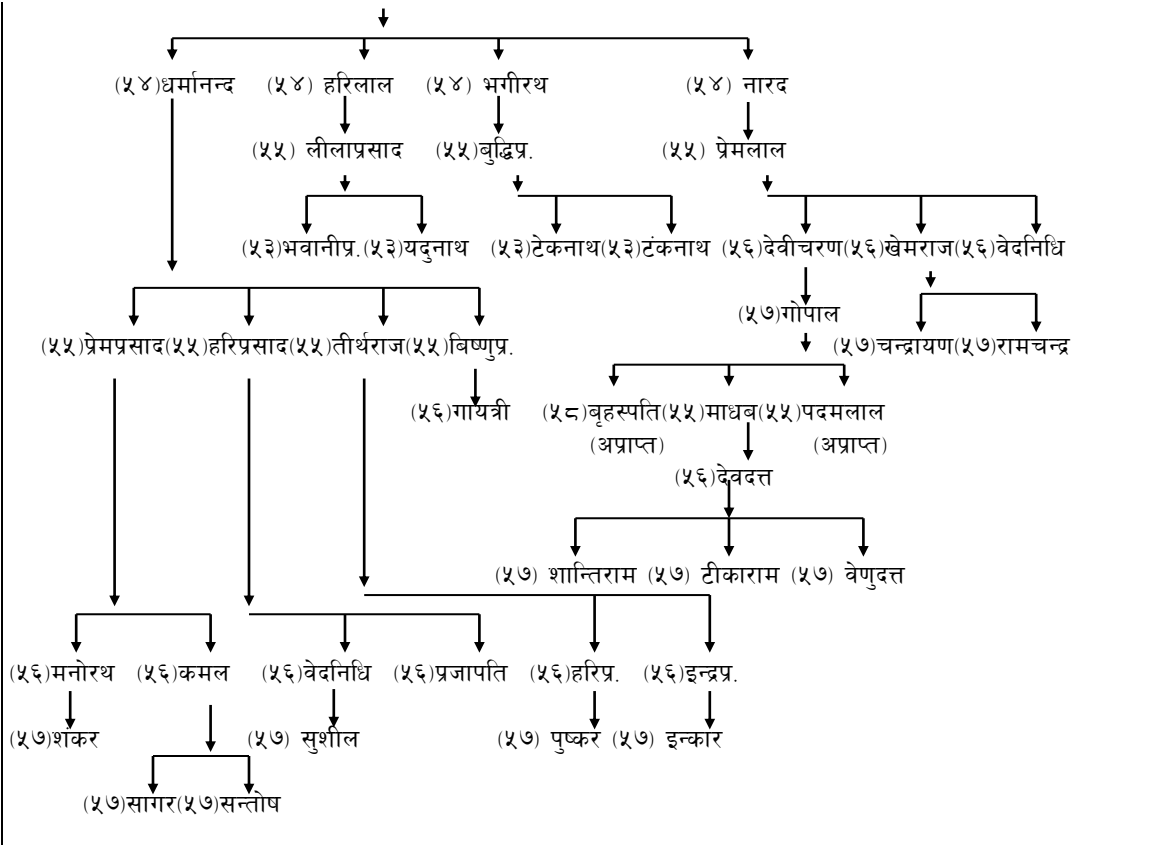 (५४)धर्मानन्द (५४) हरिलाल (५४) भगीरथ (५४) नारद
(५५) लीलाप्रसाद (५५)बुद्धिप्र. (५५) प्रेमलाल
(५३)भवानीप्र.(५३)यदुनाथ (५३)टेकनाथ(५३)टंकनाथ (५६)देवीचरण(५६)खेमराज(५६)वेदनिधि
(५७)गोपाल
(५५)प्रेमप्रसाद(५५)हरिप्रसाद(५५)तीर्थराज(५५)बिष्णुप्र. (५७)चन्द्रायण(५७)रामचन्द्र
(५६)गायत्री (५८)बृहस्पति(५५)माधब(५५)पदमलाल
(अप्राप्त) (अप्राप्त)
(५६)देवदत्त
(५७) शान्तिराम (५७) टीकाराम (५७) वेणुदत्त
(५६)मनोरथ (५६)कमल (५६)वेदनिधि (५६)प्रजापति (५६)हरिप्र. (५६)इन्द्रप्र.
(५७)शंकर (५७) सुशील (५७) पुष्कर (५७) इन्कार
(५७)सागर(५७)सन्तोष